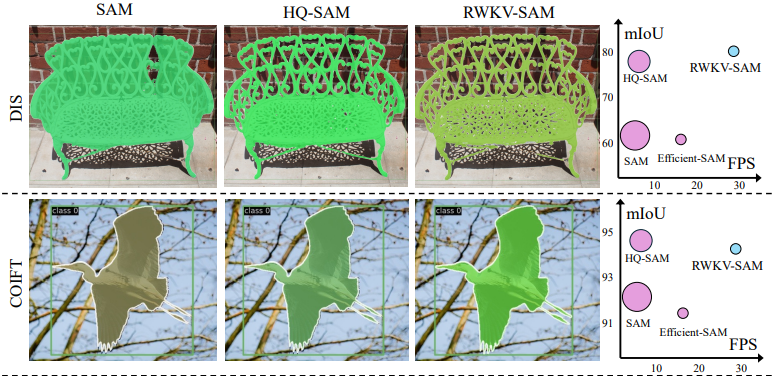 SAM HQ-SAM RWKV-SAM
DIS
mIoU
80
HQ-SAM
RWKV-SAM
70
60
SAM
Efficient-SAM
FPS
10 20 30
COIFT
class 0
class 0
class 0
mIoU
95
HQ-SAM
RWKV-SAM
93
SAM
91
Efficient-SAM
FPS
10 20 30